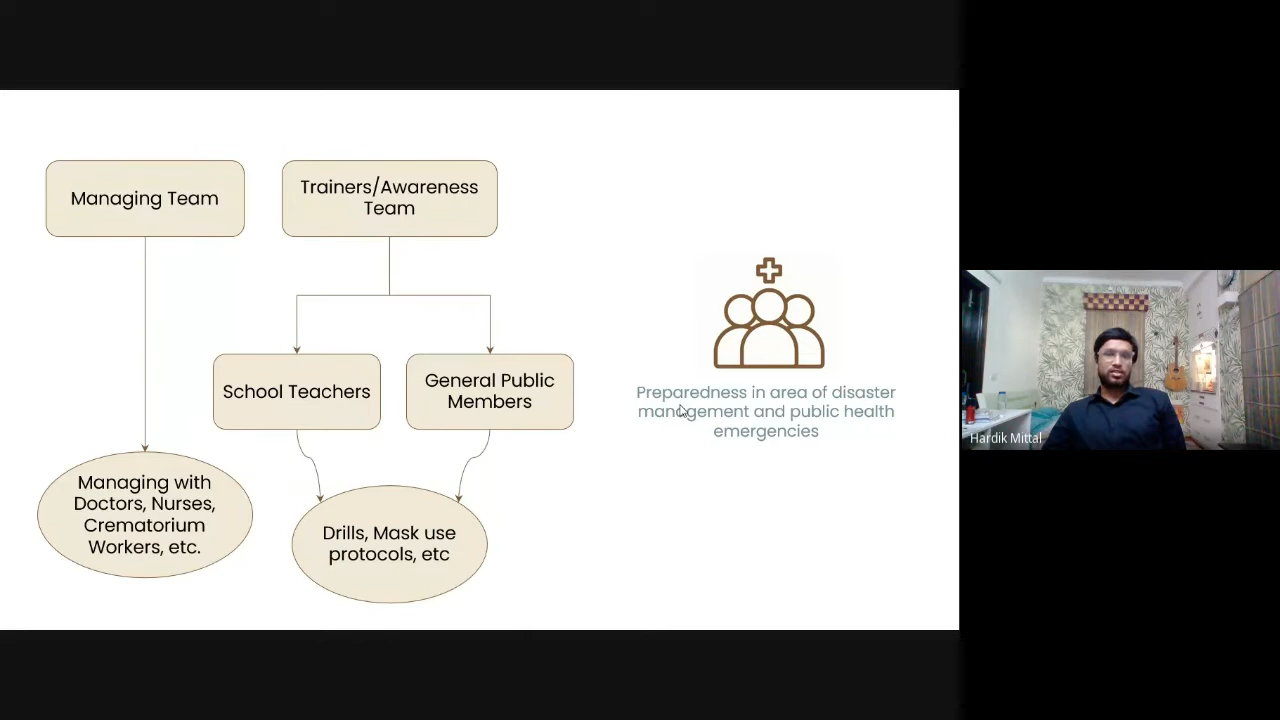 Managing Team
Trainers/Awareness
Team
School Teachers
General Public
Members
Managing with
Doctors, Nurses,
Crematorium
Workers, etc.
Drills, Mask use
protocols, etc
Preparedness in area of disaster
management and public health
emergencies
Hardik Mittal